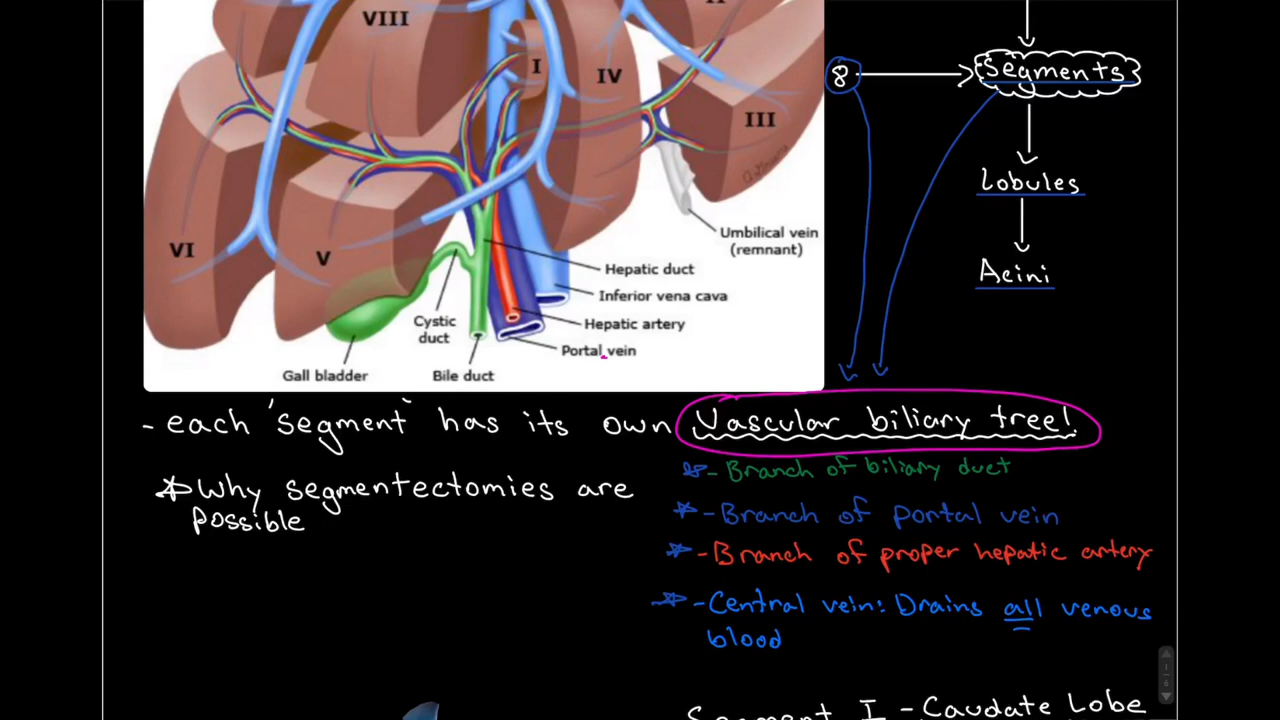 VIII
II
I
IV
III
VI
V
Umbilical vein
(remnant)
Hepatic duct
Inferior vena cava
Hepatic artery
Portal vein
Cystic
duct
Gall bladder
Bile duct
8
Segments
Lobules
Acini
- each "segment" has its own Vascular biliary tree!
Why segmentectomies are
possible
- Branch of biliary duct
- Branch of portal vein
- Branch of proper hepatic artery
- Central vein: Drains all venous
blood
Segment I - Caudate Lobe
1
6